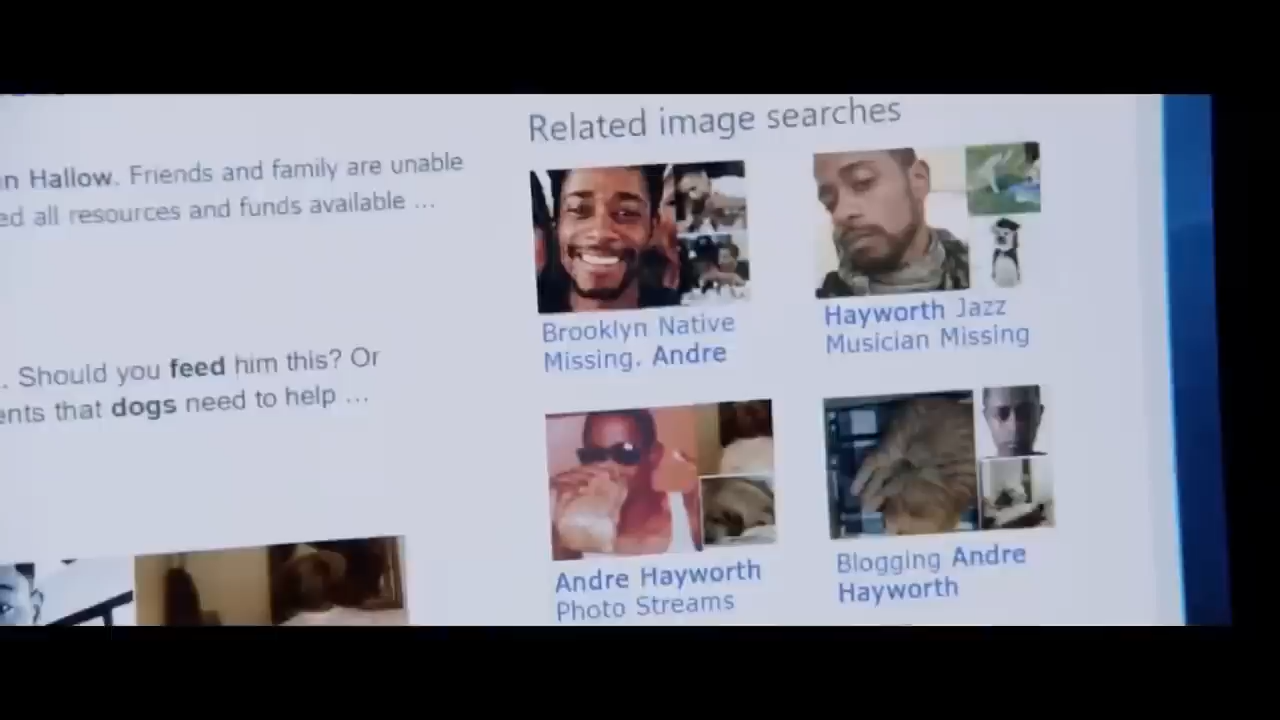 Related image searches
n Hallow. Friends and family are unable
ed all resources and funds available ...
Brooklyn Native
Missing. Andre
Hayworth Jazz
Musician Missing
. Should you feed him this? Or
ents that dogs need to help ...
Andre Hayworth
Photo Streams
Blogging Andre
Hayworth